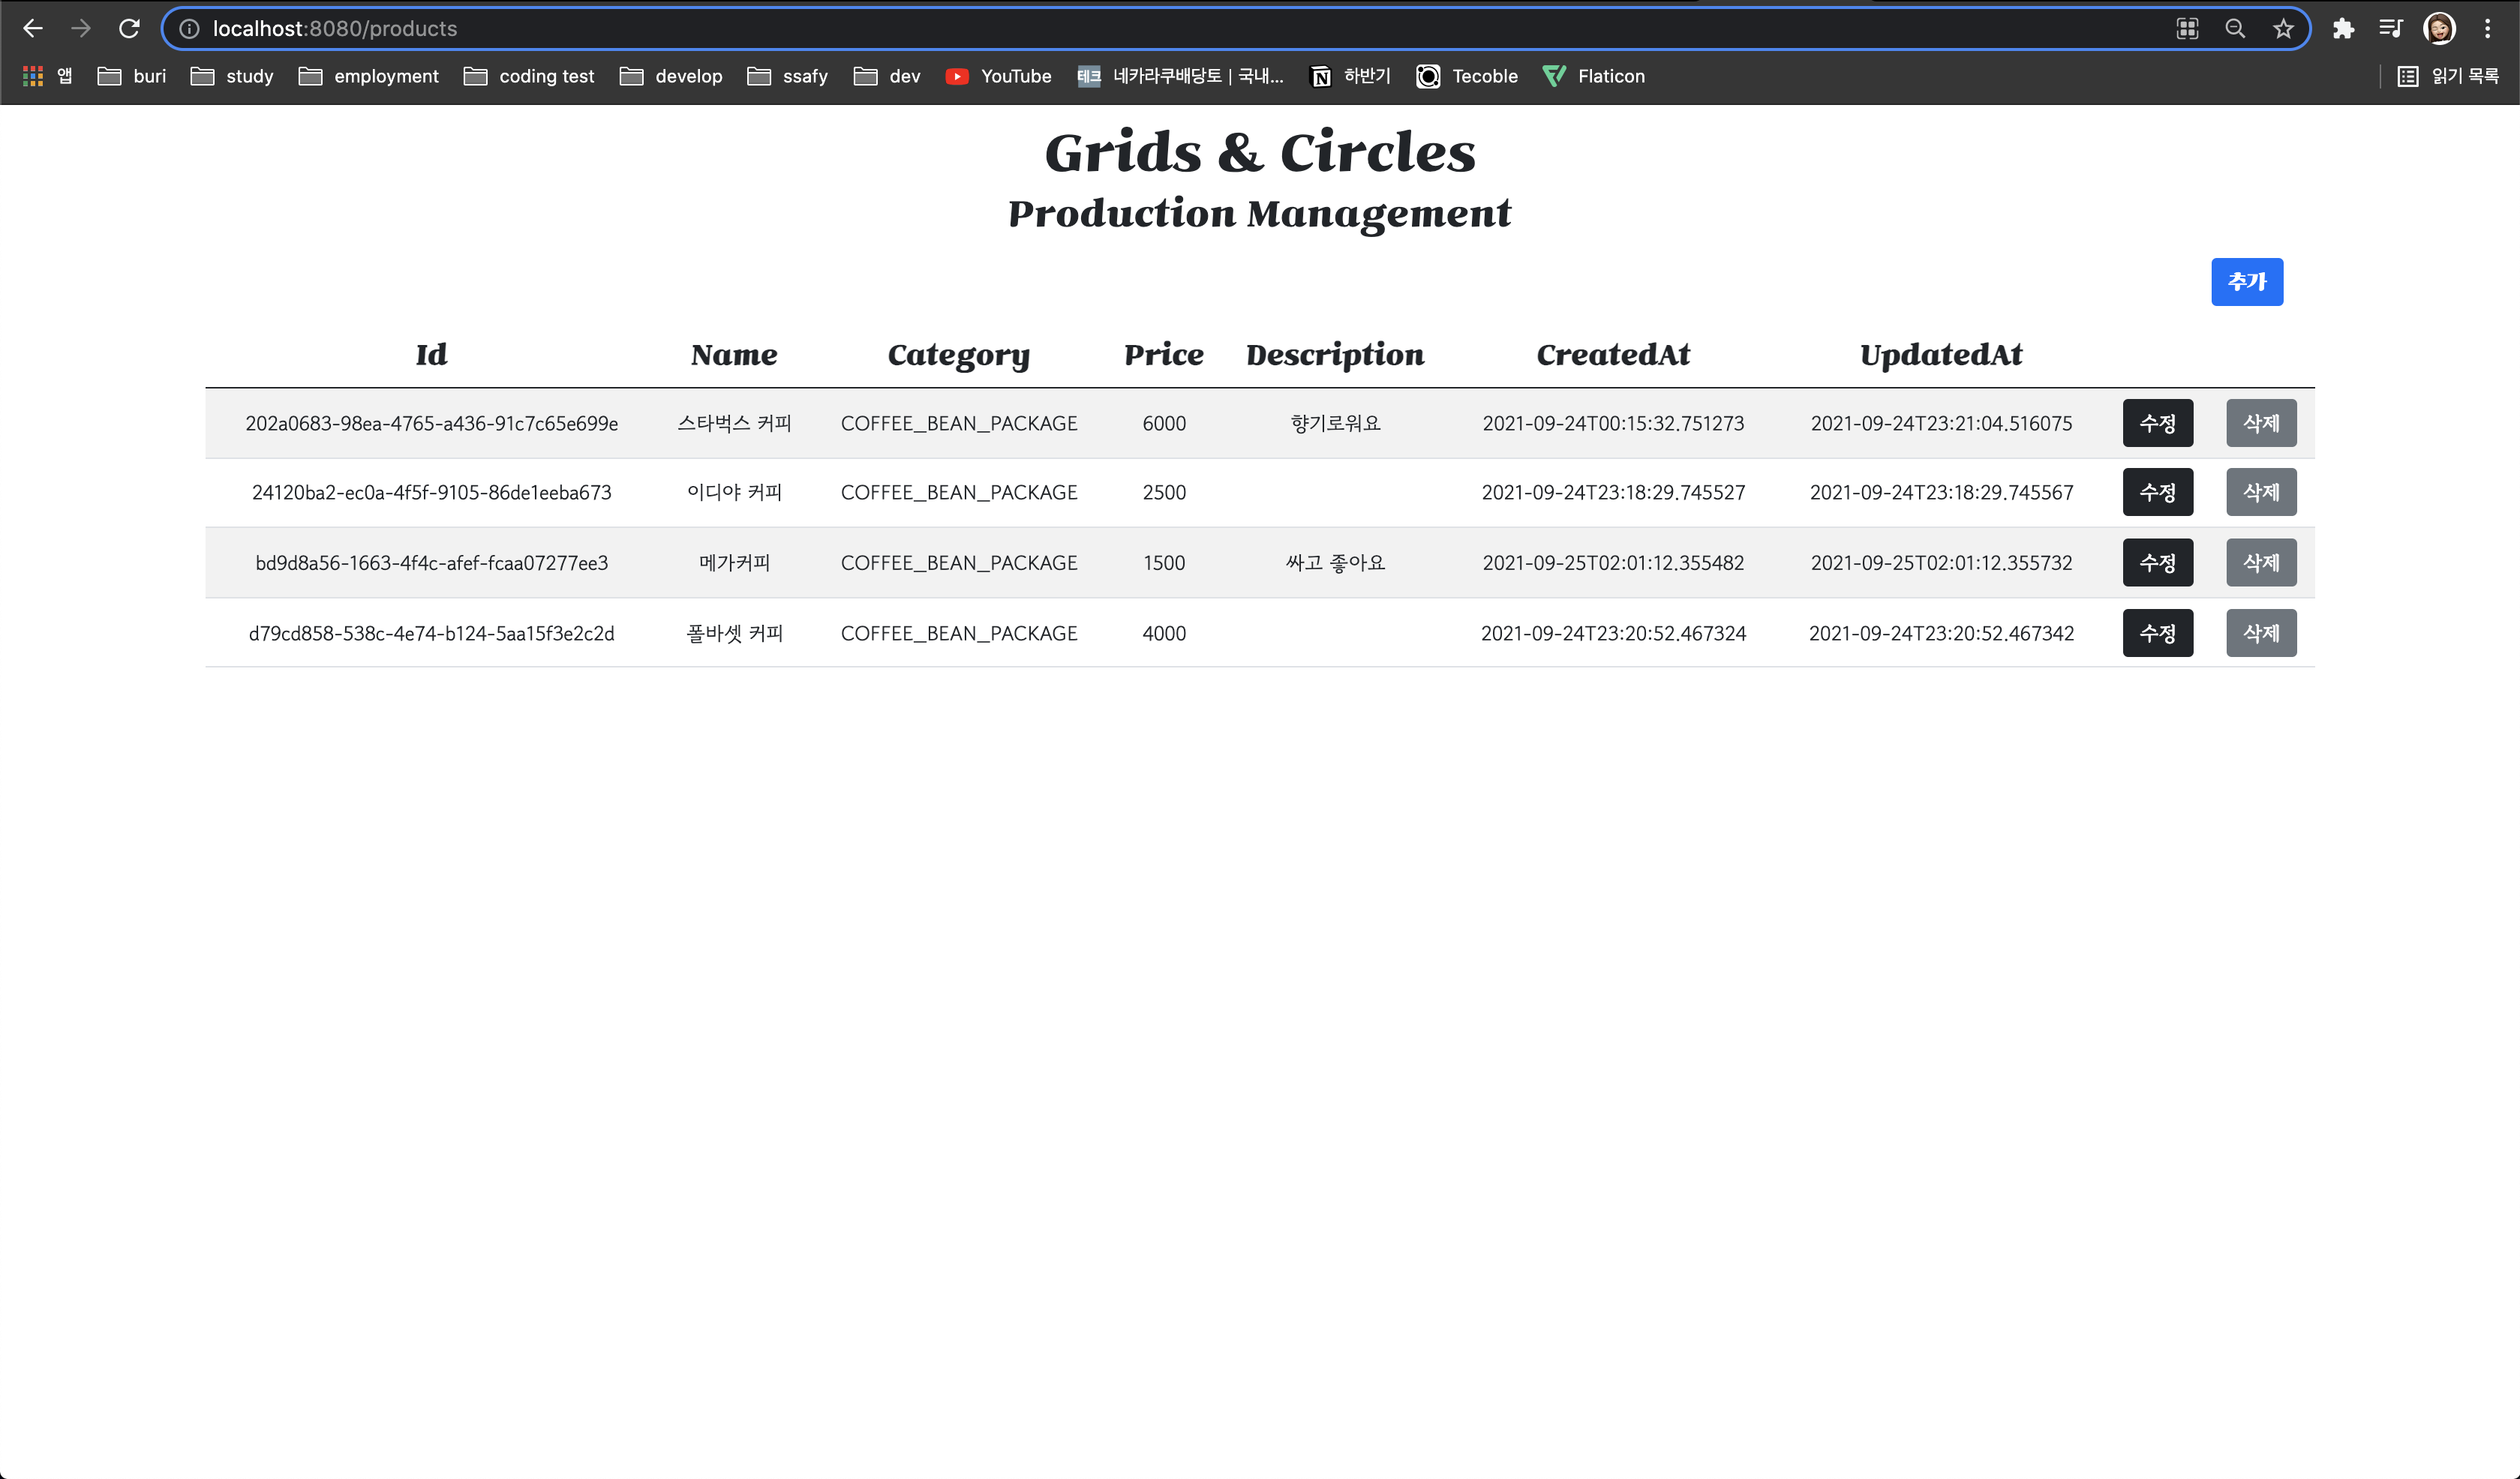 localhost:8080/products
앱 buri study employment coding test develop ssafy dev YouTube 테크 네카라쿠배당토 | 국내... 하반기 Tecoble Flaticon 읽기 목록
Grids & Circles
Production Management
추가
Id Name Category Price Description CreatedAt UpdatedAt
202a0683-98ea-4765-a436-91c7c65e699e 스타벅스 커피 COFFEE_BEAN_PACKAGE 6000 향기로워요 2021-09-24T00:15:32.751273 2021-09-24T23:21:04.516075 수정 삭제
24120ba2-ec0a-4f5f-9105-86de1eeba673 이디야 커피 COFFEE_BEAN_PACKAGE 2500 2021-09-24T23:18:29.745527 2021-09-24T23:18:29.745567 수정 삭제
bd9d8a56-1663-4f4c-afef-fcaa07277ee3 메가커피 COFFEE_BEAN_PACKAGE 1500 싸고 좋아요 2021-09-25T02:01:12.355482 2021-09-25T02:01:12.355732 수정 삭제
d79cd858-538c-4e74-b124-5aa15f3e2c2d 폴바셋 커피 COFFEE_BEAN_PACKAGE 4000 2021-09-24T23:20:52.467324 2021-09-24T23:20:52.467342 수정 삭제